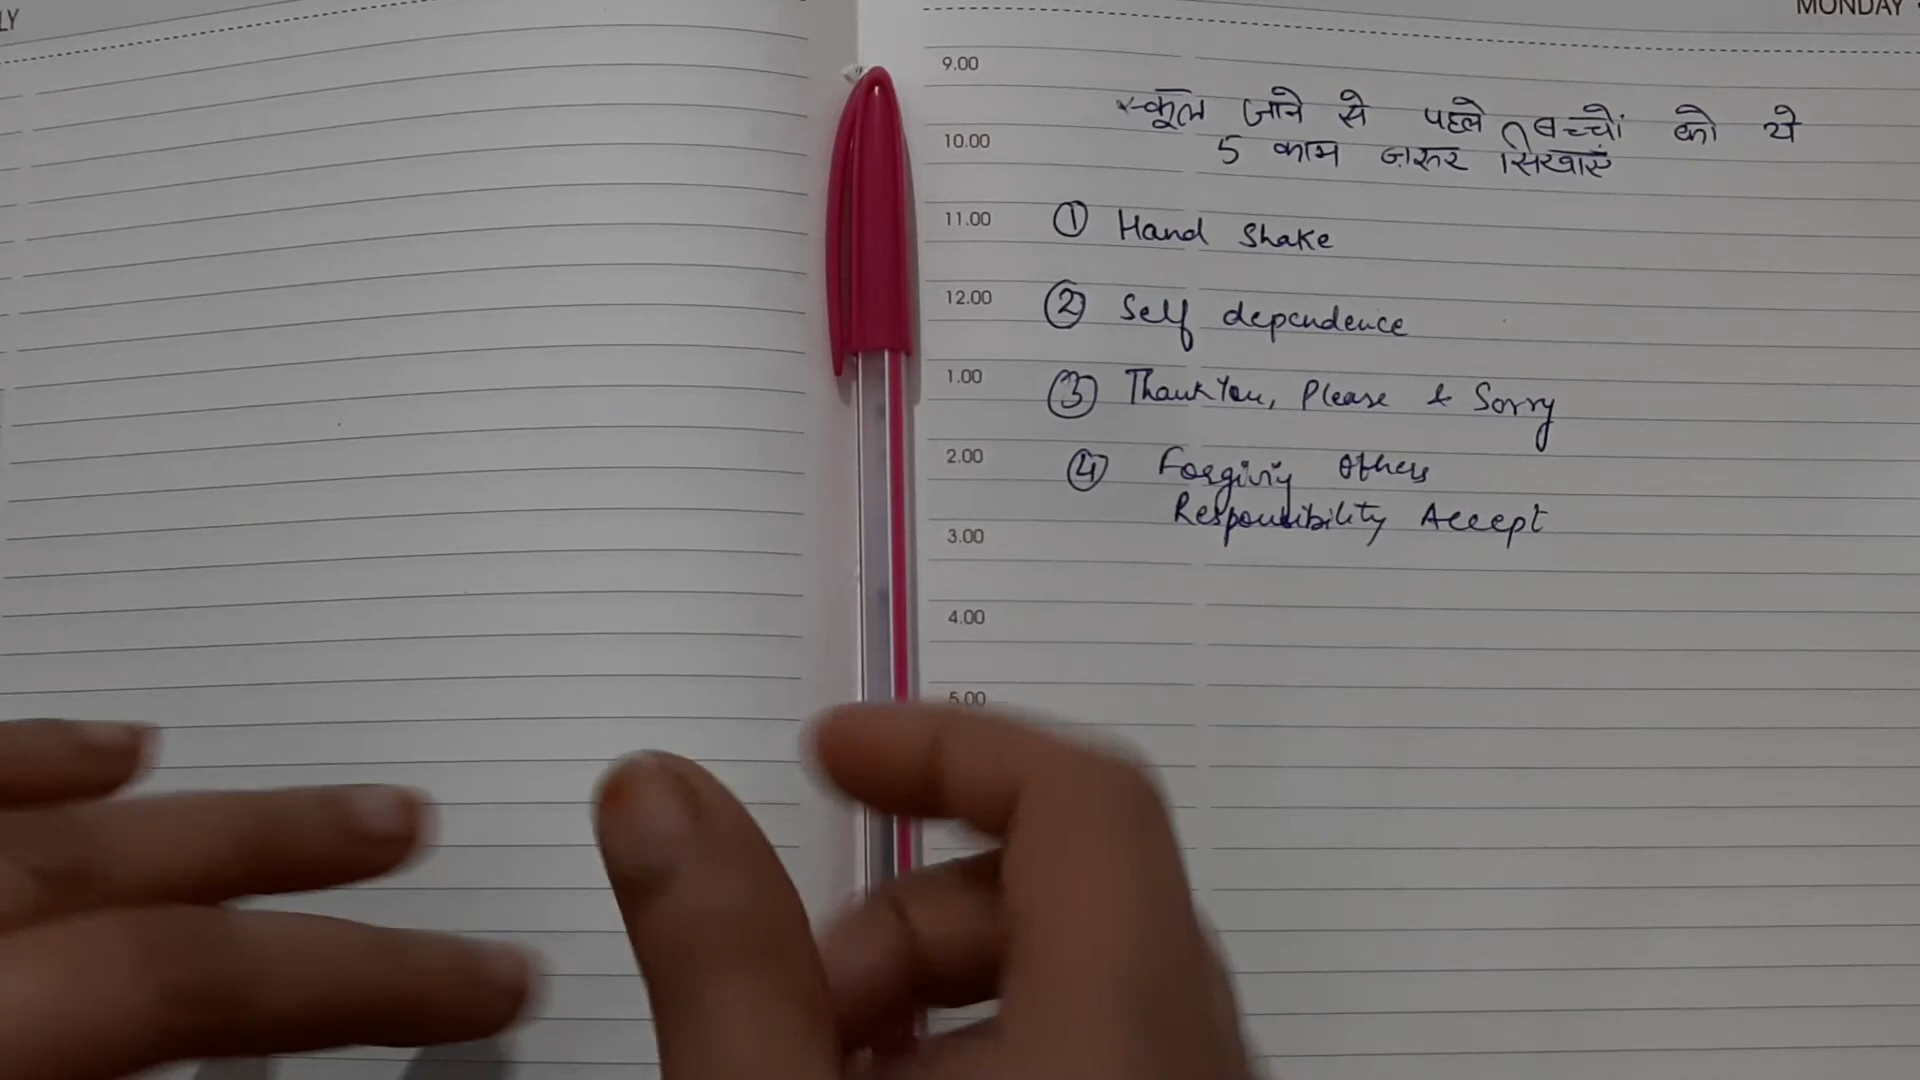 LY
MONDAY
9.00
स्कूल जाने से पहले बच्चों को ये
10.00
5 काम ज़रूर सिखाएं
11.00
① Hand Shake
12.00
② Self dependence
1.00
③ Thank You, Please & Sorry
2.00
④ Forgiving Others
Responsibility Accept
3.00
4.00
5.00